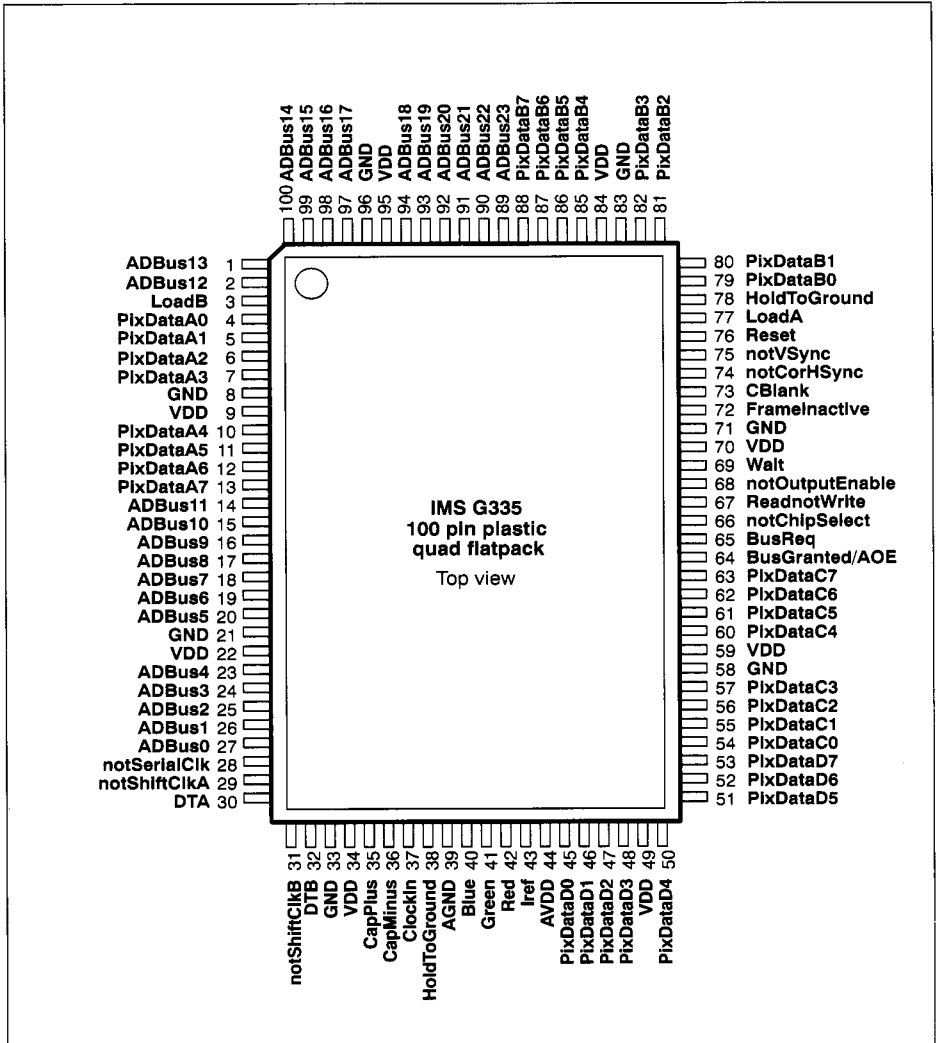 100 ADBus14
99 ADBus15
98 ADBus16
97 ADBus17
96 GND
95 VDD
94 ADBus18
93 ADBus19
92 ADBus20
91 ADBus21
90 ADBus22
89 ADBus23
88 PixDataB7
87 PixDataB6
86 PixDataB5
85 PixDataB4
84 VDD
83 GND
82 PixDataB3
81 PixDataB2
ADBus13 1
ADBus12 2
LoadB 3
PixDataA0 4
PixDataA1 5
PixDataA2 6
PixDataA3 7
GND 8
VDD 9
PixDataA4 10
PixDataA5 11
PixDataA6 12
PixDataA7 13
ADBus11 14
ADBus10 15
ADBus9 16
ADBus8 17
ADBus7 18
ADBus6 19
ADBus5 20
GND 21
VDD 22
ADBus4 23
ADBus3 24
ADBus2 25
ADBus1 26
ADBus0 27
notSerialClk 28
notShiftClkA 29
DTA 30
IMS G335
100 pin plastic
quad flatpack
Top view
80 PixDataB1
79 PixDataB0
78 HoldToGround
77 LoadA
76 Reset
75 notVSync
74 notCorHSync
73 CBlank
72 FrameInactive
71 GND
70 VDD
69 Wait
68 notOutputEnable
67 ReadnotWrite
66 notChipSelect
65 BusReq
64 BusGranted/AOE
63 PixDataC7
62 PixDataC6
61 PixDataC5
60 PixDataC4
59 VDD
58 GND
57 PixDataC3
56 PixDataC2
55 PixDataC1
54 PixDataC0
53 PixDataD7
52 PixDataD6
51 PixDataD5
notShiftClkB 31
DTB 32
GND 33
VDD 34
CapPlus 35
CapMinus 36
ClockIn 37
HoldToGround 38
AGND 39
Blue 40
Green 41
Red 42
Iref 43
AVDD 44
PixDataD0 45
PixDataD1 46
PixDataD2 47
PixDataD3 48
VDD 49
PixDataD4 50